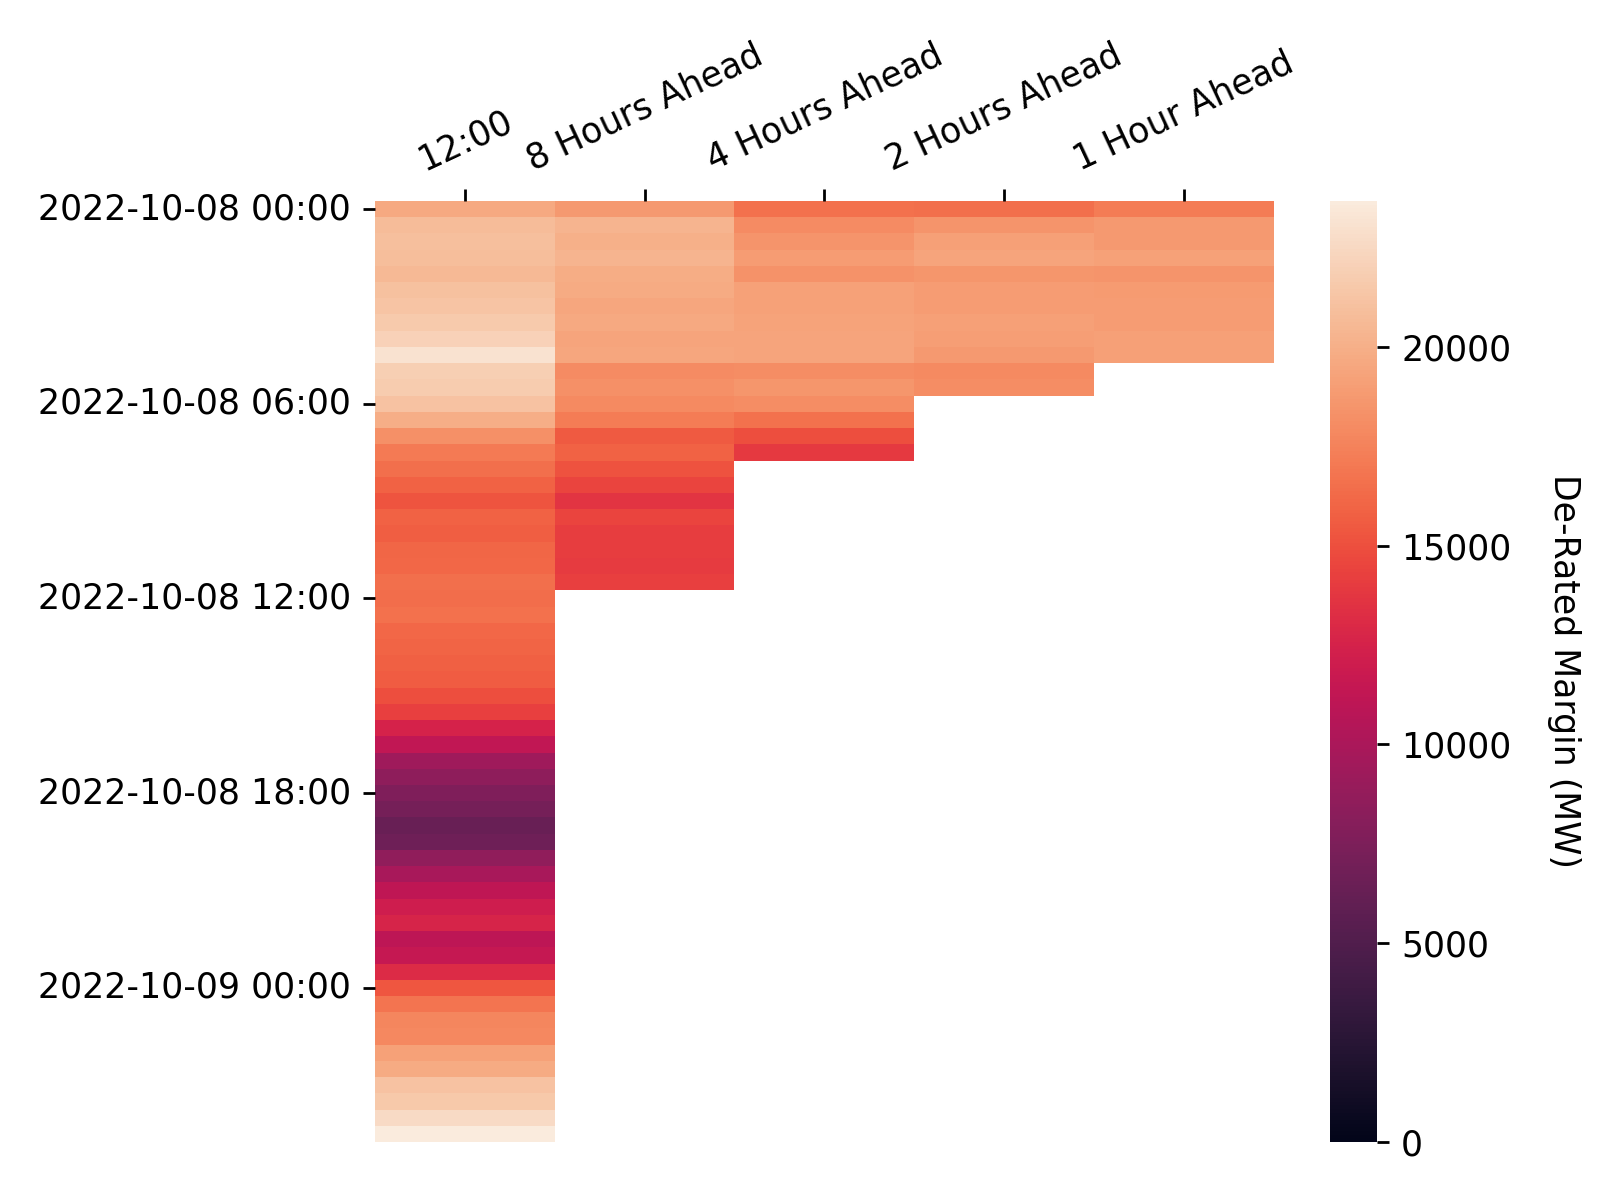 12:00
8 Hours Ahead
4 Hours Ahead
2 Hours Ahead
1 Hour Ahead
2022-10-08 00:00
2022-10-08 06:00
2022-10-08 12:00
2022-10-08 18:00
2022-10-09 00:00
20000
15000
10000
5000
0
De-Rated Margin (MW)